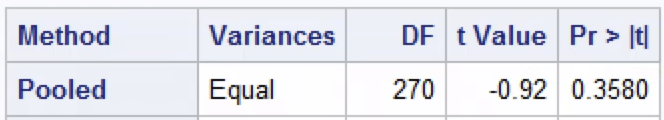 Method Variances DF t Value Pr > |t|
Pooled Equal 270 -0.92 0.3580